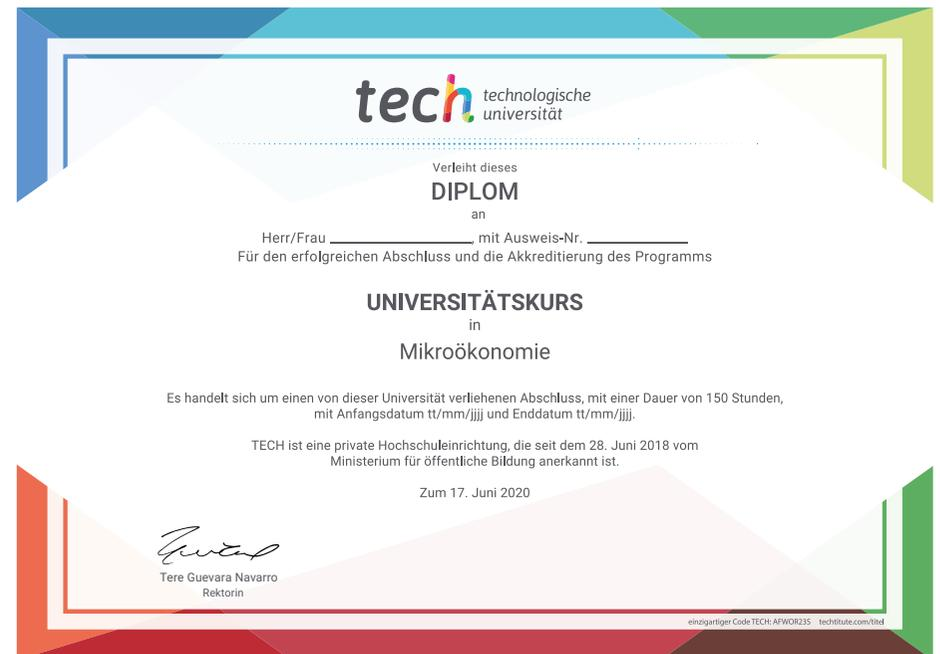 tech technologische
universität
Verleiht dieses
DIPLOM
an
Herr/Frau ____________________, mit Ausweis-Nr. ______________
Für den erfolgreichen Abschluss und die Akkreditierung des Programms
UNIVERSITÄTSKURS
in
Mikroökonomie
Es handelt sich um einen von dieser Universität verliehenen Abschluss, mit einer Dauer von 150 Stunden,
mit Anfangsdatum tt/mm/jjjj und Enddatum tt/mm/jjjj.
TECH ist eine private Hochschuleinrichtung, die seit dem 28. Juni 2018 vom
Ministerium für öffentliche Bildung anerkannt ist.
Zum 17. Juni 2020
Tere Guevara Navarro
Rektorin
einzigartiger Code TECH: AFWOR23S techtitute.com/titel